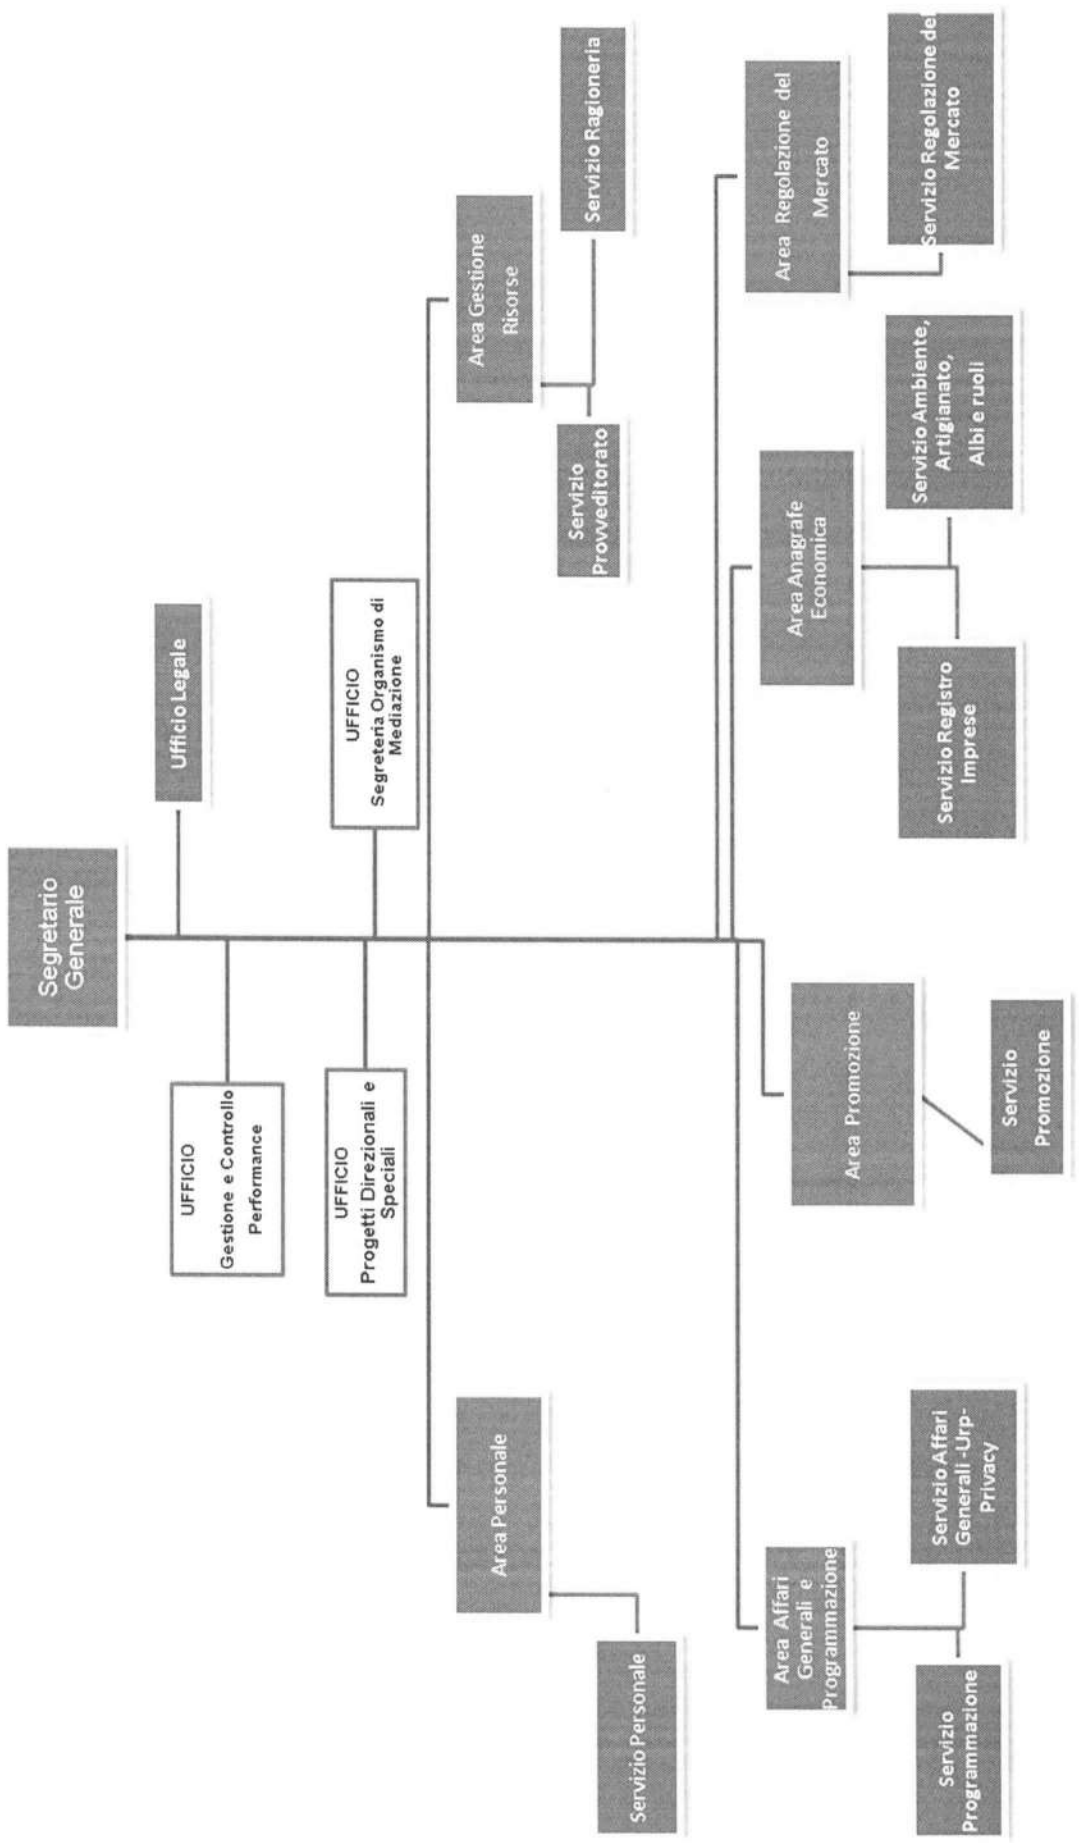 Segretario
Generale
Ufficio Legale
UFFICIO
Gestione e Controllo
Performance
UFFICIO
Segreteria Organismo di
Mediazione
UFFICIO
Progetti Direzionali e
Speciali
Area Personale
Area Gestione
Risorse
Servizio Personale
Servizio
Provveditorato
Servizio Ragioneria
Area Affari
Generali e
Programmazione
Area Promozione
Area Anagrafe
Economica
Area Regolazione del
Mercato
Servizio
Programmazione
Servizio Affari
Generali -Urp-
Privacy
Servizio
Promozione
Servizio Registro
Imprese
Servizio Ambiente,
Artigianato,
Albi e ruoli
Servizio Regolazione del
Mercato